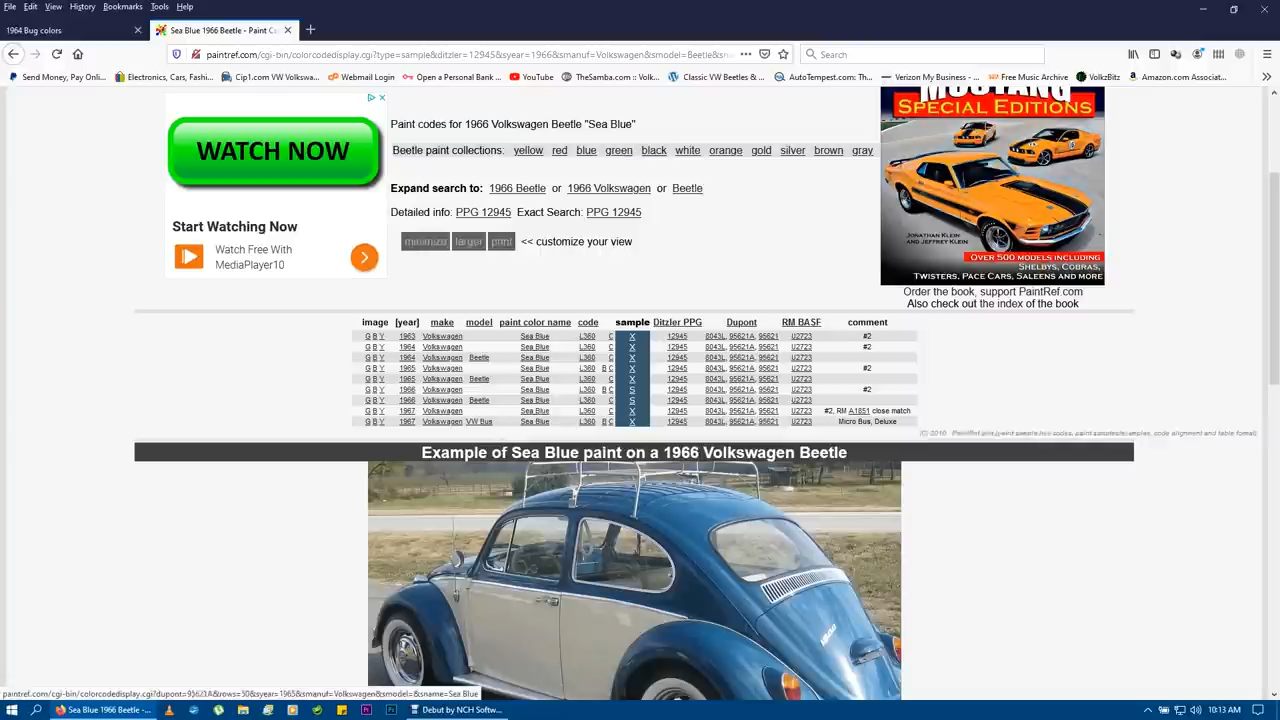 File Edit View History Bookmarks Tools Help
1964 Bug colors
Sea Blue 1966 Beetle - Paint C
paintref.com/cgi-bin/colorcodedisplay.cgi?type=sample&ditzler=12945&syear=1966&smanuf=Volkswagen&smodel=Beetle&sna
Search
Send Money, Pay Onli... Electronics, Cars, Fashi... Cip1.com VW Volksw... Webmail Login Open a Personal Bank ... YouTube TheSamba.com :: Volk... Classic VW Beetles & ... AutoTempest.com: Th... Verizon My Business - ... Free Music Archive VolkzBitz Amazon.com Associat...
WATCH NOW
Start Watching Now
Watch Free With
MediaPlayer10
Paint codes for 1966 Volkswagen Beetle "Sea Blue"
Beetle paint collections: yellow red blue green black white orange gold silver brown gray
Expand search to: 1966 Beetle or 1966 Volkswagen or Beetle
Detailed info: PPG 12945 Exact Search: PPG 12945
minimize larger print << customize your view
MUSTANG
SPECIAL EDITIONS
JONATHAN KLEIN
AND JEFFREY KLEIN
OVER 500 MODELS INCLUDING
SHELBYS, COBRAS,
TWISTERS, PACE CARS, SALEENS AND MORE
Order the book, support PaintRef.com
Also check out the index of the book
image [year] make model paint color name code sample Ditzler PPG Dupont RM BASF comment
G B Y 1963 Volkswagen Sea Blue L360 C X 12945 8043L, 95621A, 95621 U2723 #2
G B Y 1964 Volkswagen Sea Blue L360 B C X 12945 8043L, 95621A, 95621 U2723 #2
G B Y 1964 Volkswagen Beetle Sea Blue L360 C X 12945 8043L, 95621A, 95621 U2723
G B Y 1965 Volkswagen Sea Blue L360 B C X 12945 8043L, 95621A, 95621 U2723 #2
G B Y 1965 Volkswagen Beetle Sea Blue L360 C X 12945 8043L, 95621A, 95621 U2723
G B Y 1966 Volkswagen Sea Blue L360 B C S 12945 8043L, 95621A, 95621 U2723 #2
G B Y 1966 Volkswagen Beetle Sea Blue L360 C S 12945 8043L, 95621A, 95621 U2723
G B Y 1967 Volkswagen Sea Blue L360 C X 12945 8043L, 95621A, 95621 U2723 #2, RM A1851 close match
G B Y 1967 Volkswagen VW Bus Sea Blue L360 B C X 12945 8043L, 95621A, 95621 U2723 Micro Bus, Deluxe
Example of Sea Blue paint on a 1966 Volkswagen Beetle
paintref.com/cgi-bin/colorcodedisplay.cgi?dupont=95621A&rows=50&syear=1965&smanuf=Volkswagen&smodel=&sname=Sea Blue
Sea Blue 1966 Beetle -...
Debut by NCH Softw...
10:13 AM